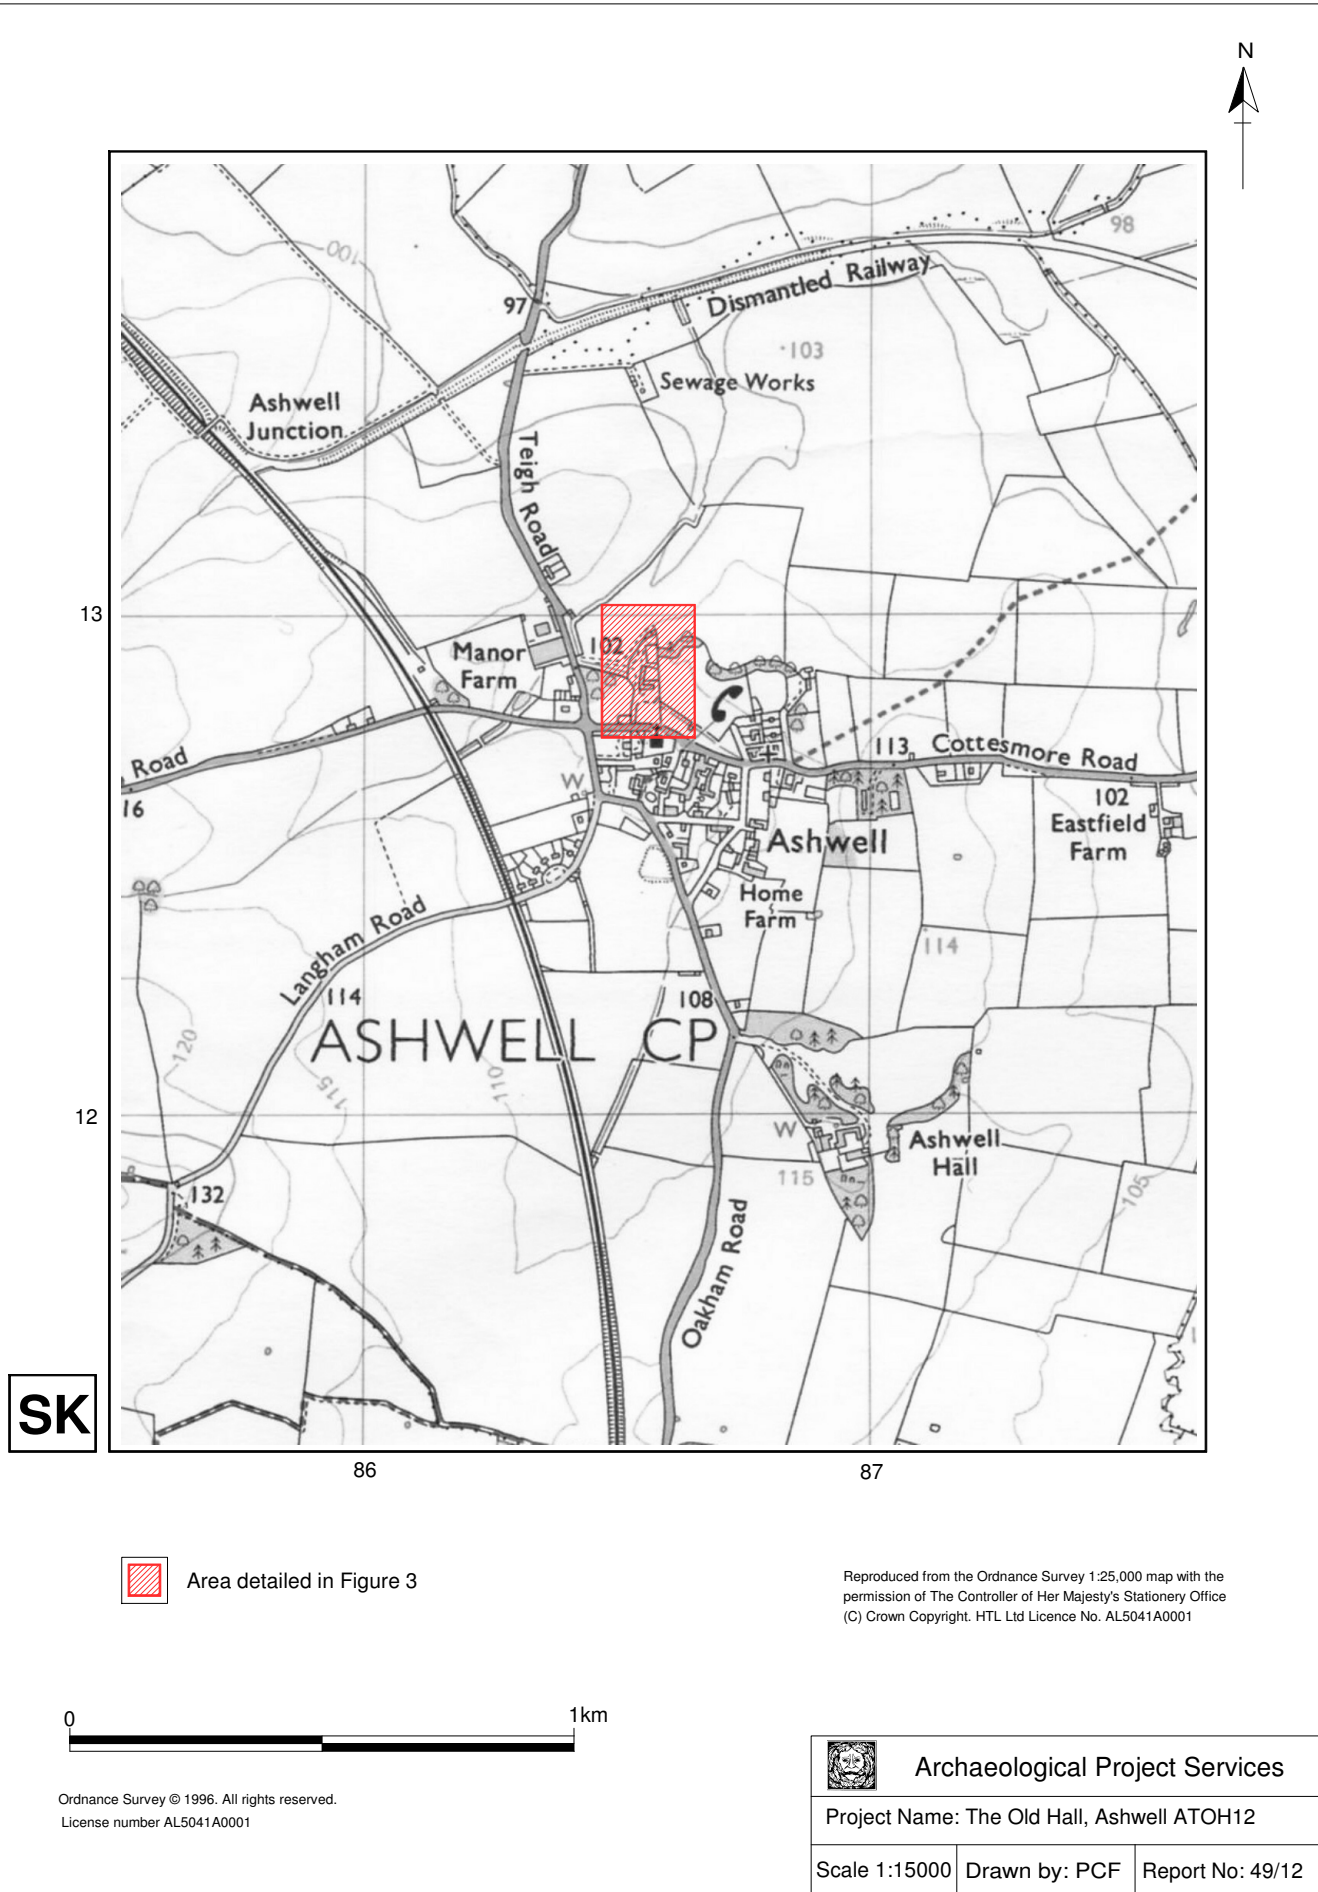 N
100
98
97
Dismantled Railway
103
Sewage Works
Ashwell
Junction
Teigh Road
13
102
Manor
Farm
Road
16
113
Cottesmore Road
102
Eastfield
Farm
W
Ashwell
Home
Farm
Langham Road
114
114
108
ASHWELL CP
120
115
110
12
W
Ashwell
Hall
115
105
132
Oakham Road
SK
86
87
Area detailed in Figure 3
Reproduced from the Ordnance Survey 1:25,000 map with the
permission of The Controller of Her Majesty's Stationery Office
(C) Crown Copyright. HTL Ltd Licence No. AL5041A0001
0
1km
Ordnance Survey © 1996. All rights reserved.
License number AL5041A0001
Archaeological Project Services
Project Name: The Old Hall, Ashwell ATOH12
Scale 1:15000
Drawn by: PCF
Report No: 49/12